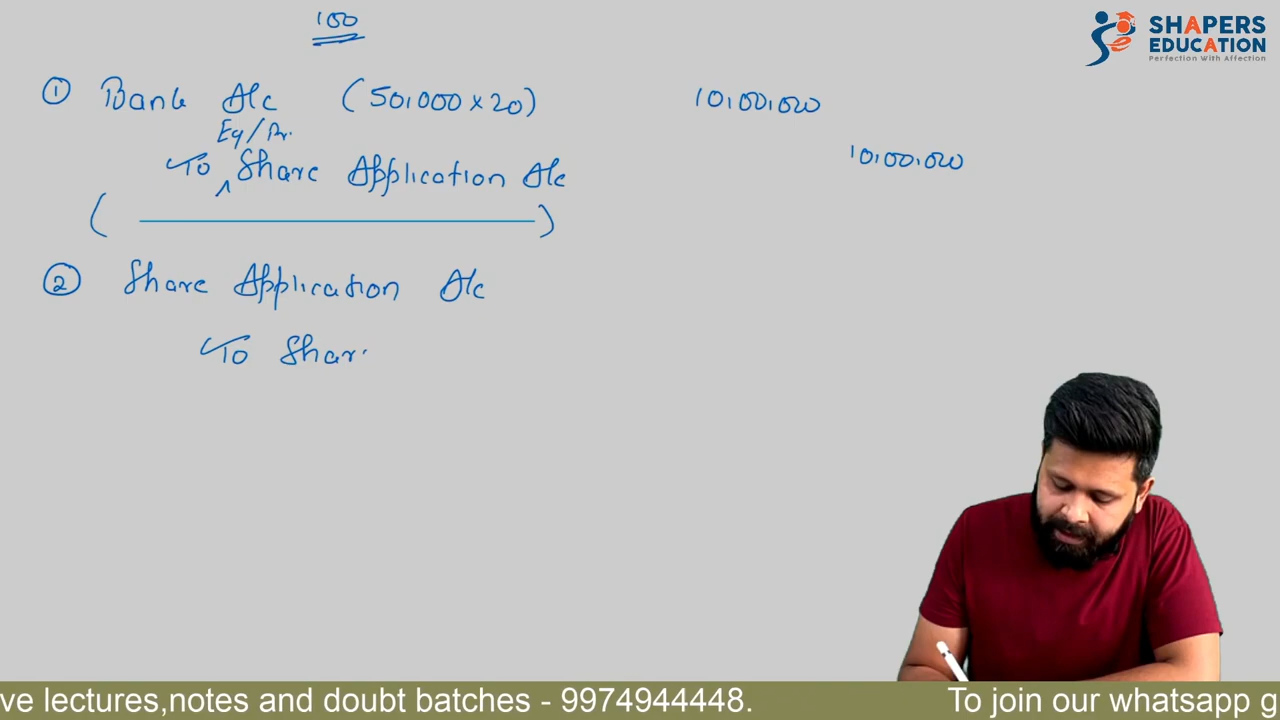 100
SHAPERS
EDUCATION
Perfection With Affection
① Bank A/c (50,000 × 20) 10,00,000
Eq/Pr.
To ^ Share Application A/c 10,00,000
( )
② Share Application A/c
To Shar
ve lectures,notes and doubt batches - 9974944448. To join our whatsapp g